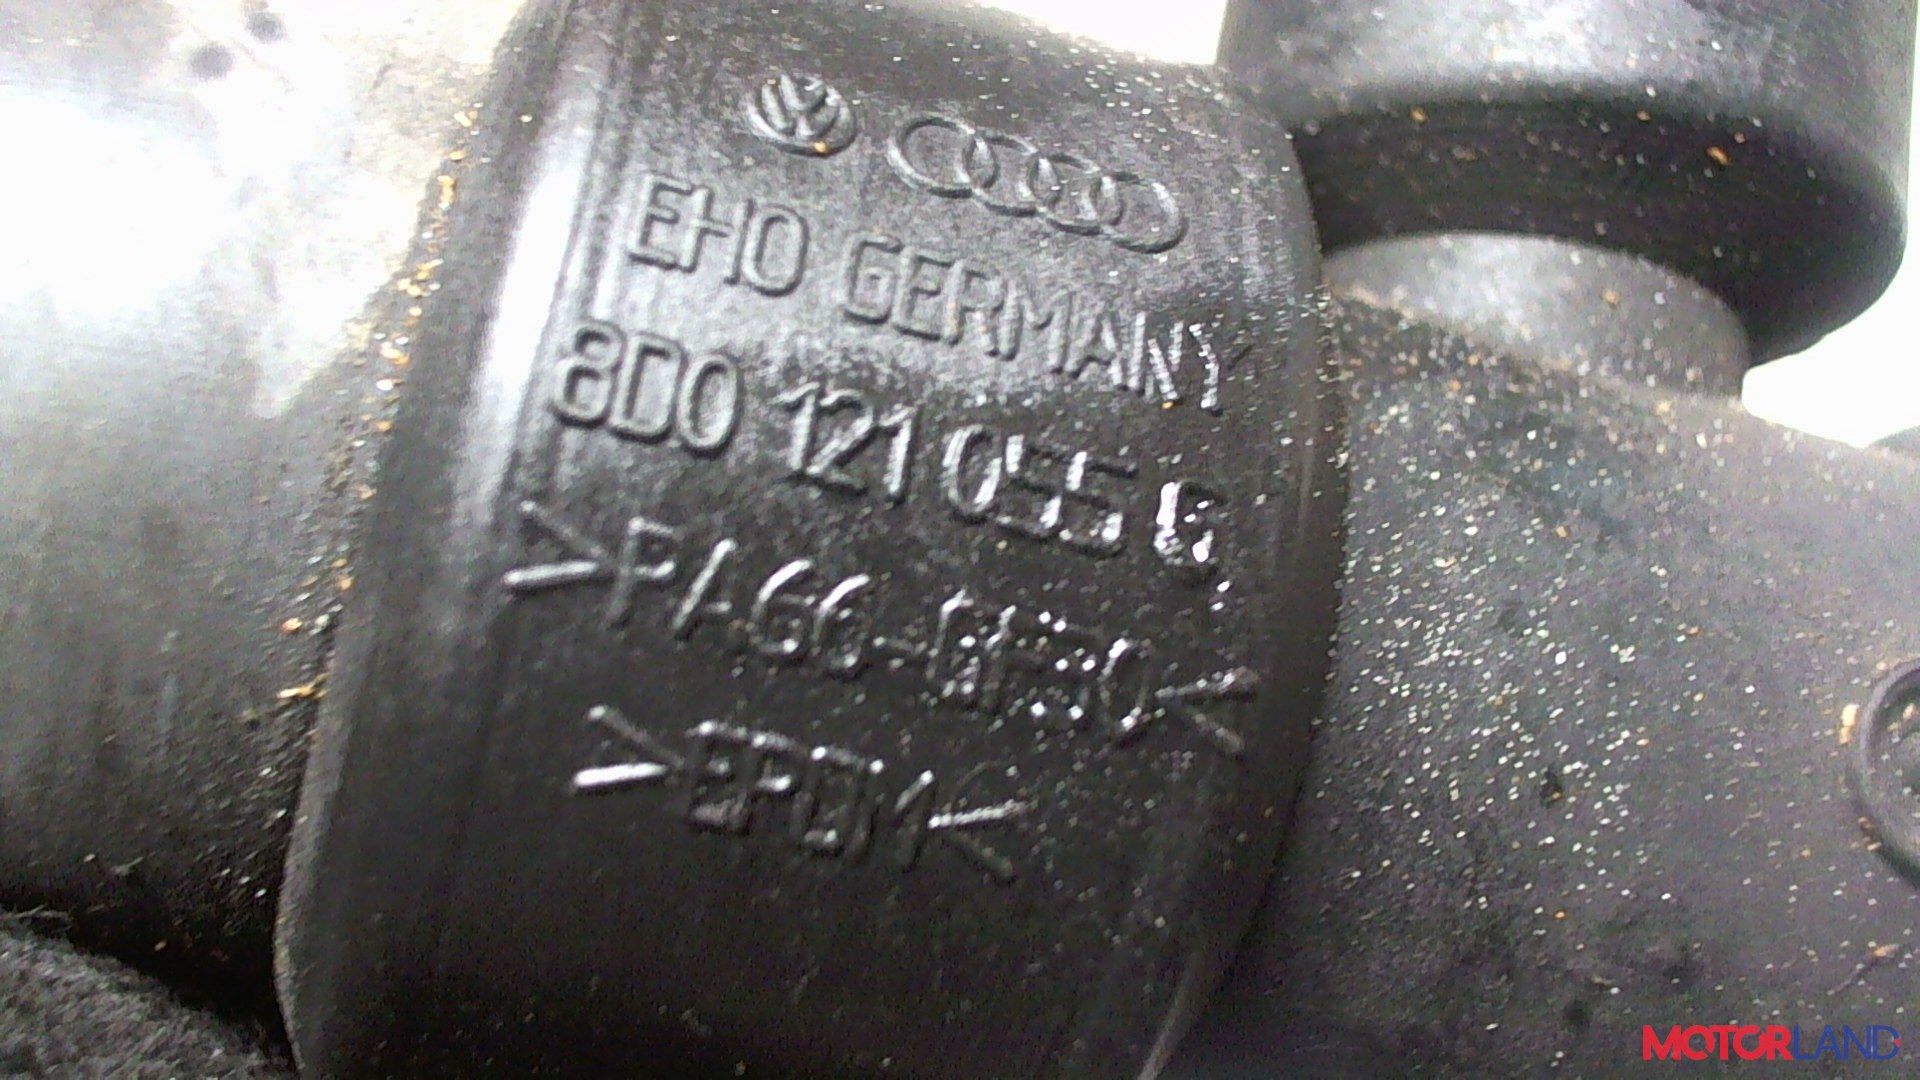 EHO GERMANY
8D0 121 055 G
>PA66-GF30<
>EPDM<
MOTORLAND